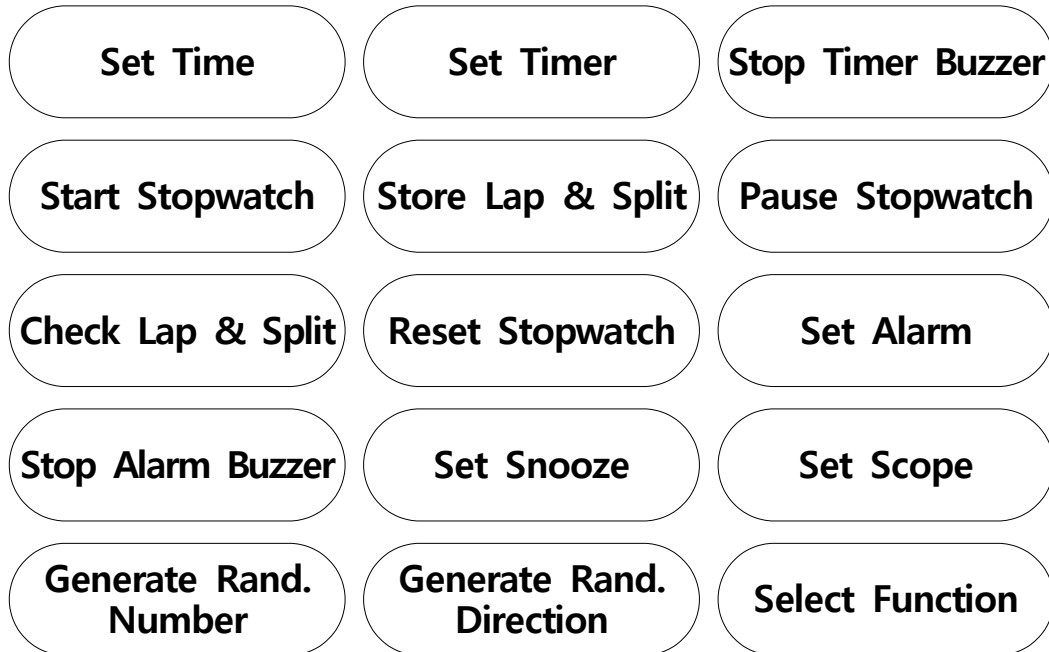 Set Time
Set Timer
Stop Timer Buzzer
Start Stopwatch
Store Lap & Split
Pause Stopwatch
Check Lap & Split
Reset Stopwatch
Set Alarm
Stop Alarm Buzzer
Set Snooze
Set Scope
Generate Rand.
Number
Generate Rand.
Direction
Select Function